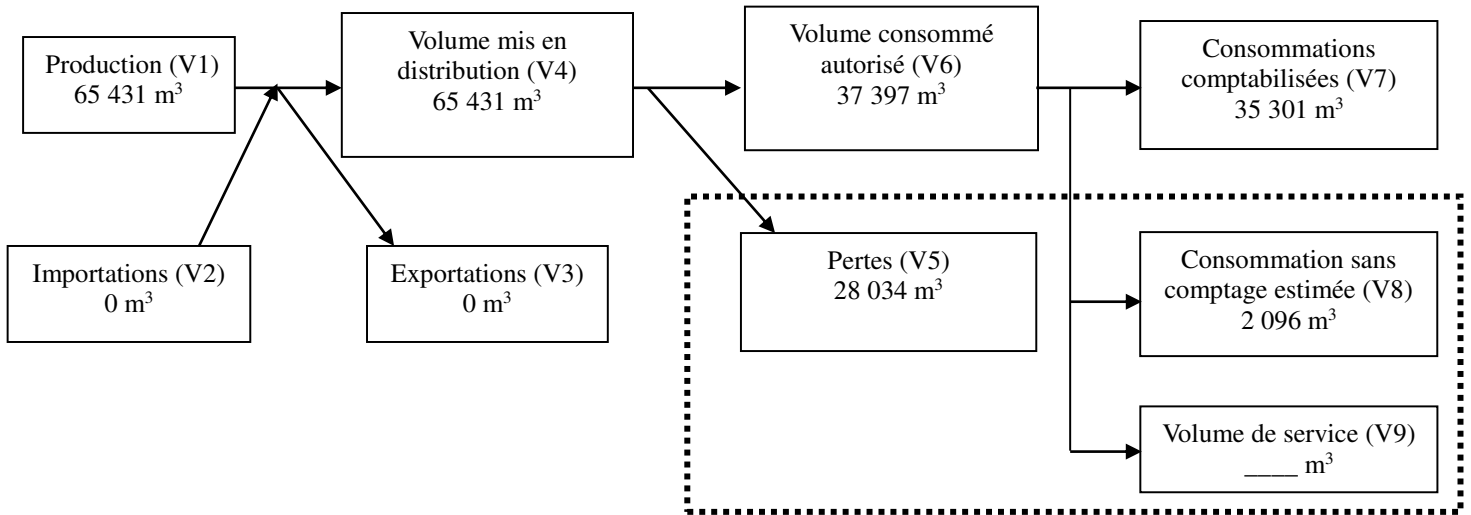 Production (V1)
65 431 m³
Volume mis en
distribution (V4)
65 431 m³
Volume consommé
autorisé (V6)
37 397 m³
Consommations
comptabilisées (V7)
35 301 m³
Importations (V2)
0 m³
Exportations (V3)
0 m³
Pertes (V5)
28 034 m³
Consommation sans
comptage estimée (V8)
2 096 m³
Volume de service (V9)
____ m³